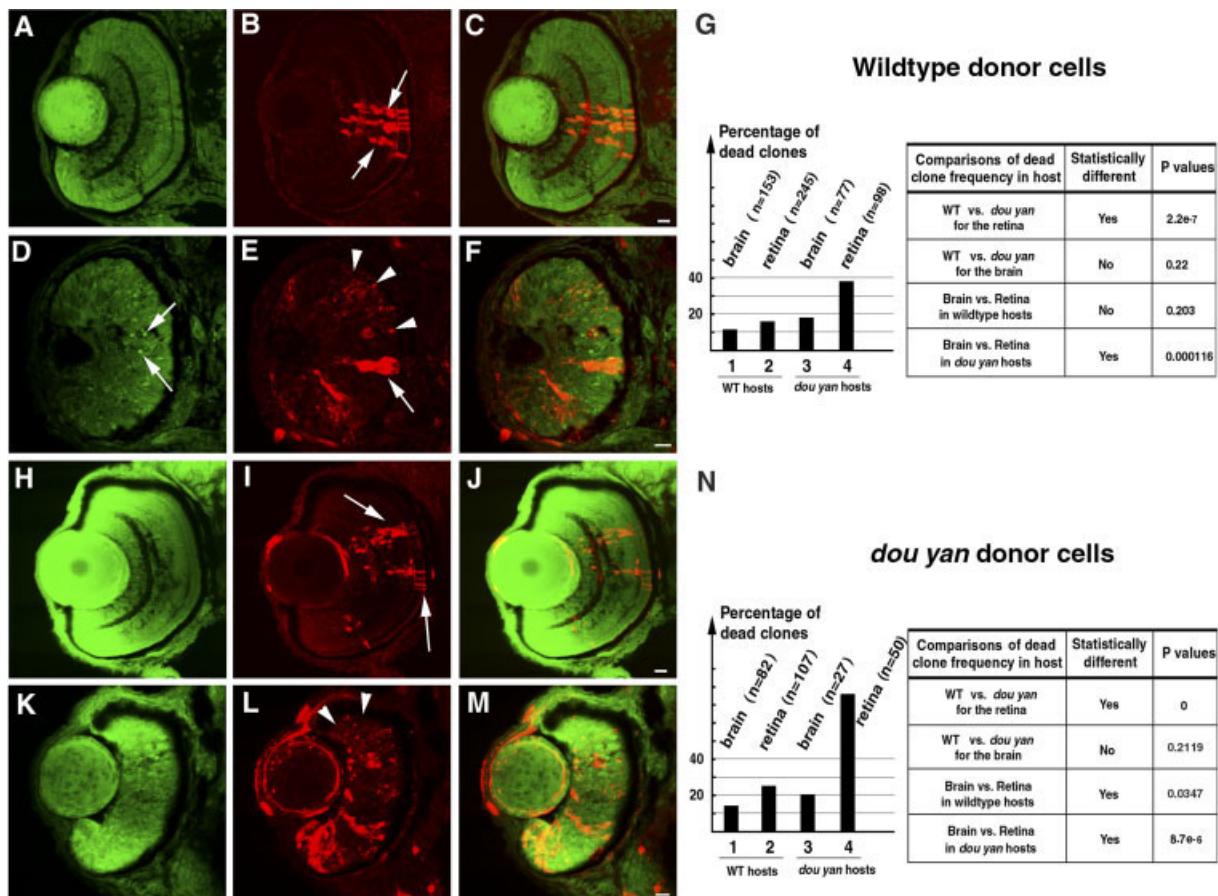 A
B
C
G
Wildtype donor cells
Percentage of
dead clones
brain ( n=153)
retina ( n=245)
brain ( n=77)
retina (n=98)
40
20
1
2
3
4
WT hosts
dou yan hosts
Comparisons of dead
clone frequency in host
Statistically
different
P values
WT vs. dou yan
for the retina
Yes
2.2e-7
WT vs. dou yan
for the brain
No
0.22
Brain vs. Retina
in wildtype hosts
No
0.203
Brain vs. Retina
in dou yan hosts
Yes
0.000116
D
E
F
H
I
J
N
dou yan donor cells
Percentage of
dead clones
brain (n=82)
retina (n=107)
brain (n=27)
retina (n=50)
40
20
1
2
3
4
WT hosts
dou yan hosts
Comparisons of dead
clone frequency in host
Statistically
different
P values
WT vs. dou yan
for the retina
Yes
0
WT vs. dou yan
for the brain
No
0.2119
Brain vs. Retina
in wildtype hosts
Yes
0.0347
Brain vs. Retina
in dou yan hosts
Yes
8.7e-6
K
L
M